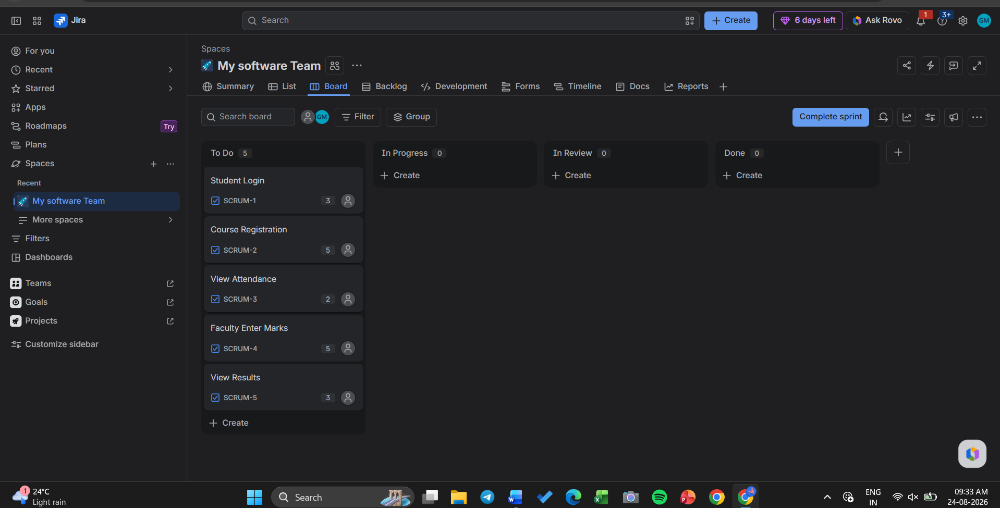 Jira
Search
Create
6 days left
Ask Rovo
1
3+
GM
For you
Recent
Starred
Apps
Roadmaps
Try
Plans
Spaces
Recent
My software Team
More spaces
Filters
Dashboards
Teams
Goals
Projects
Customize sidebar
Spaces
My software Team
Summary
List
Board
Backlog
Development
Forms
Timeline
Docs
Reports
Search board
GM
Filter
Group
Complete sprint
To Do 5
Student Login
SCRUM-1 3
Course Registration
SCRUM-2 5
View Attendance
SCRUM-3 2
Faculty Enter Marks
SCRUM-4 5
View Results
SCRUM-5 3
Create
In Progress 0
Create
In Review 0
Create
Done 0
Create
1
24°C
Light rain
Search
ENG
IN
09:33 AM
24-08-2026